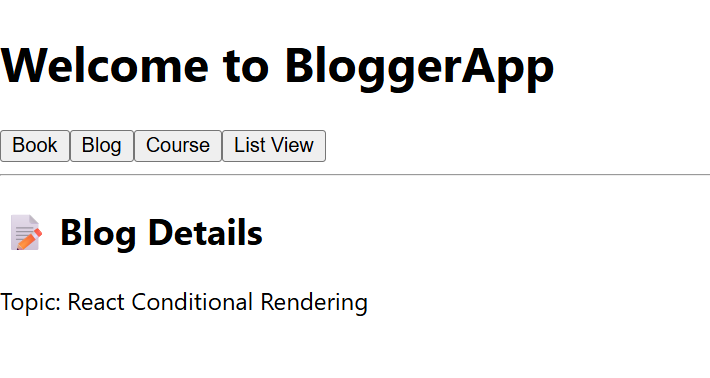 Welcome to BloggerApp
Book Blog Course List View
📝 Blog Details
Topic: React Conditional Rendering